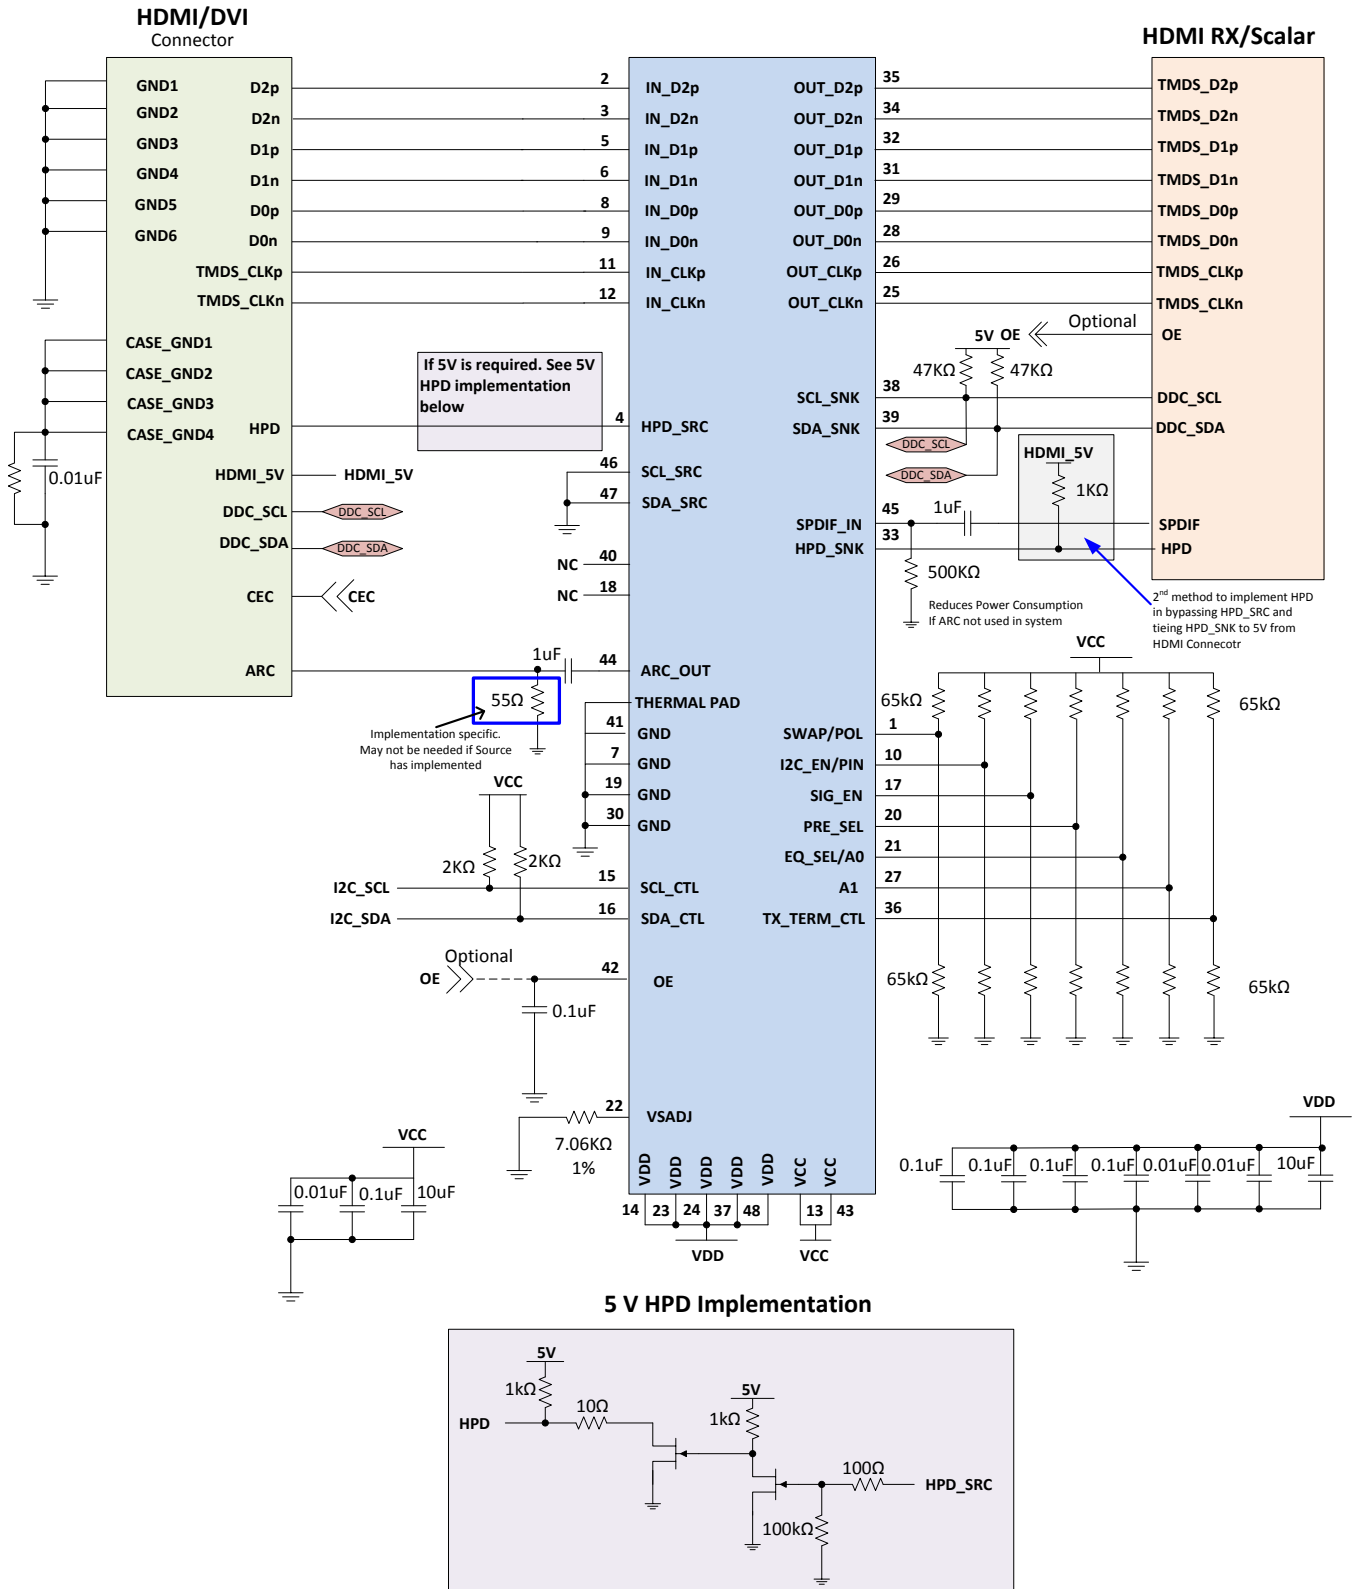 HDMI/DVI
Connector
GND1
GND2
GND3
GND4
GND5
GND6
CASE_GND1
CASE_GND2
CASE_GND3
CASE_GND4
0.01uF
D2p
D2n
D1p
D1n
D0p
D0n
TMDS_CLKp
TMDS_CLKn
HPD
HDMI_5V
HDMI_5V
DDC_SCL
DDC_SCL
DDC_SDA
DDC_SDA
CEC
CEC
ARC
If 5V is required. See 5V
HPD implementation
below
2
3
5
6
8
9
11
12
4
46
47
NC 40
NC 18
1uF
44
55Ω
Implementation specific.
May not be needed if Source
has implemented
41
7
19
30
VCC
2KΩ
2KΩ
I2C_SCL
15
I2C_SDA
16
Optional
OE
42
0.1uF
22
7.06KΩ
1%
IN_D2p
IN_D2n
IN_D1p
IN_D1n
IN_D0p
IN_D0n
IN_CLKp
IN_CLKn
HPD_SRC
SCL_SRC
SDA_SRC
ARC_OUT
THERMAL PAD
GND
GND
GND
GND
SCL_CTL
SDA_CTL
OE
VSADJ
OUT_D2p
OUT_D2n
OUT_D1p
OUT_D1n
OUT_D0p
OUT_D0n
OUT_CLKp
OUT_CLKn
SCL_SNK
SDA_SNK
SPDIF_IN
HPD_SNK
SWAP/POL
I2C_EN/PIN
SIG_EN
PRE_SEL
EQ_SEL/A0
A1
TX_TERM_CTL
VDD
VDD
VDD
VDD
VDD
VCC
VCC
14
23
24
37
48
13
43
VDD
VCC
35
34
32
31
29
28
26
25
38
39
45
33
1
10
17
20
21
27
36
HDMI RX/Scalar
TMDS_D2p
TMDS_D2n
TMDS_D1p
TMDS_D1n
TMDS_D0p
TMDS_D0n
TMDS_CLKp
TMDS_CLKn
OE
DDC_SCL
DDC_SDA
SPDIF
HPD
Optional
5V OE
47KΩ
47KΩ
DDC_SCL
DDC_SDA
HDMI_5V
1KΩ
1uF
500KΩ
Reduces Power Consumption
If ARC not used in system
2nd method to implement HPD
in bypassing HPD_SRC and
tieing HPD_SNK to 5V from
HDMI Connecotr
VCC
65kΩ
65kΩ
65kΩ
65kΩ
VCC
0.01uF
0.1uF
10uF
VDD
0.1uF
0.1uF
0.1uF
0.1uF
0.01uF
0.01uF
10uF
5 V HPD Implementation
5V
1kΩ
10Ω
HPD
5V
1kΩ
100Ω
HPD_SRC
100kΩ